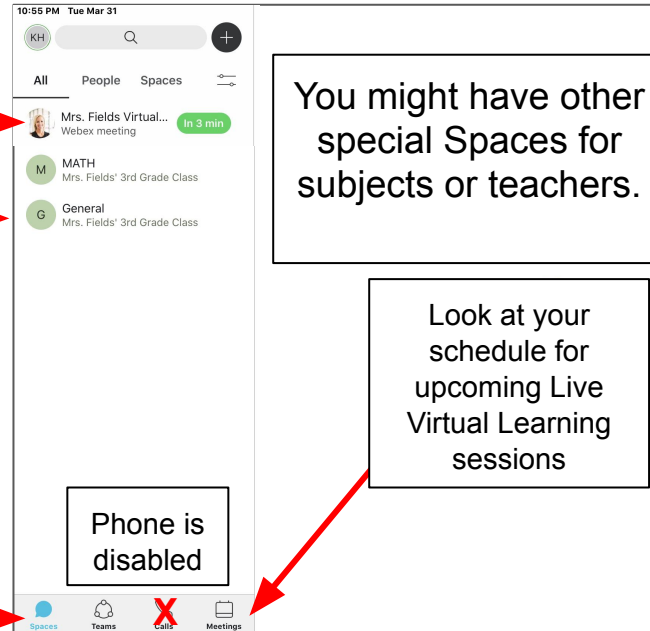 10:55 PM Tue Mar 31
KH
All People Spaces
Mrs. Fields Virtual...
Webex meeting
In 3 min
M
MATH
Mrs. Fields' 3rd Grade Class
G
General
Mrs. Fields' 3rd Grade Class
You might have other
special Spaces for
subjects or teachers.
Look at your
schedule for
upcoming Live
Virtual Learning
sessions
Phone is
disabled
X
Spaces Teams Calls Meetings